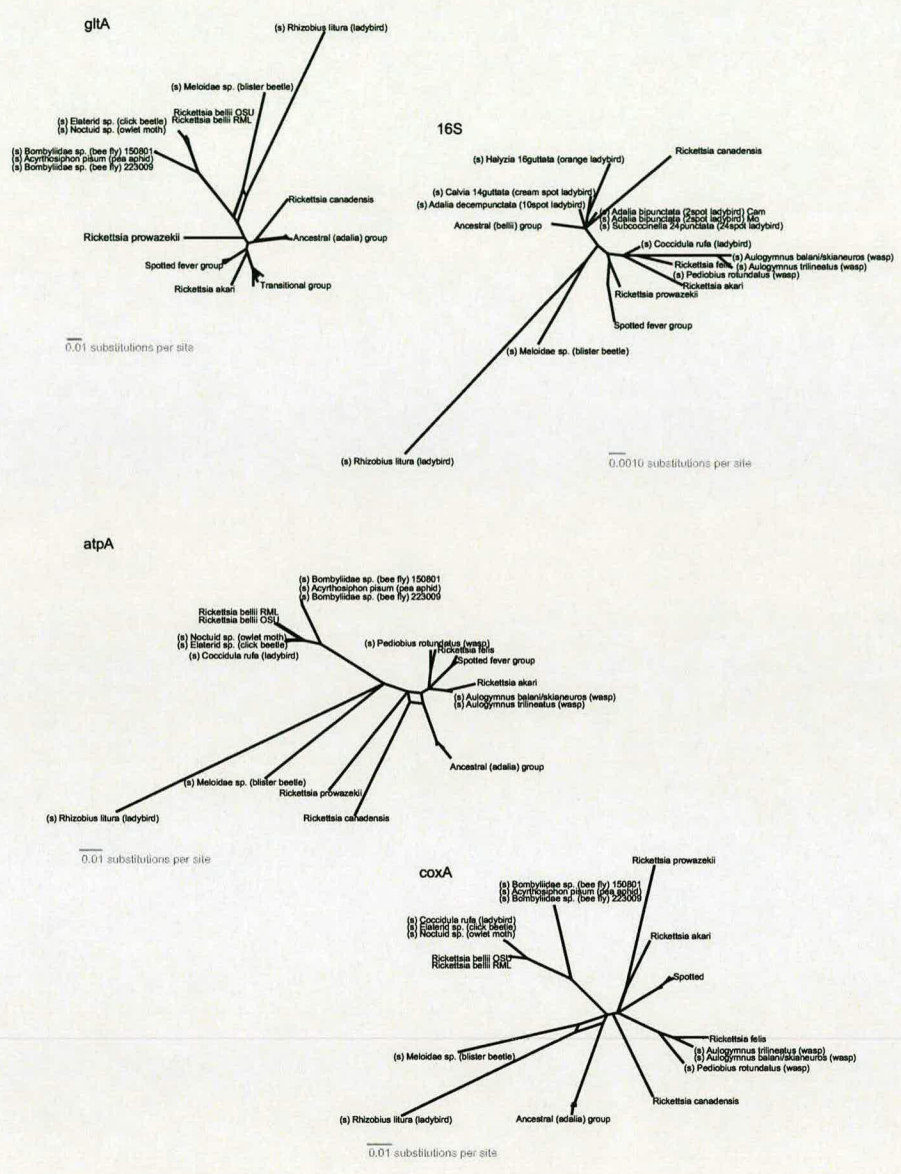 gltA
(s) Rhizobius litura (ladybird)
(s) Meloidae sp. (blister beetle)
Rickettsia bellii OSU
Rickettsia bellii RML
(s) Elaterid sp. (click beetle)
(s) Noctuid sp. (owlet moth)
(s) Bombyliidae sp. (bee fly) 150801
(s) Acyrthosiphon pisum (pea aphid)
(s) Bombyliidae sp. (bee fly) 223009
Rickettsia canadensis
Rickettsia prowazekii
Ancestral (adalia) group
Spotted fever group
Rickettsia akari
Transitional group
0.01 substitutions per site
16S
Rickettsia canadensis
(s) Halyzia 16guttata (orange ladybird)
(s) Calvia 14guttata (cream spot ladybird)
(s) Adalia decempunctata (10spot ladybird)
(s) Adalia bipunctata (2spot ladybird) Cam
(s) Adalia bipunctata (2spot ladybird) Mo
(s) Subcoccinella 24punctata (24spot ladybird)
Ancestral (bellii) group
(s) Coccidula rufa (ladybird)
(s) Aulogymnus balani/skianeuros (wasp)
Rickettsia felis
(s) Aulogymnus trilineatus (wasp)
(s) Pediobius rotundatus (wasp)
Rickettsia akari
Rickettsia prowazekii
Spotted fever group
(s) Meloidae sp. (blister beetle)
(s) Rhizobius litura (ladybird)
0.0010 substitutions per site
atpA
(s) Bombyliidae sp. (bee fly) 150801
(s) Acyrthosiphon pisum (pea aphid)
(s) Bombyliidae sp. (bee fly) 223009
Rickettsia bellii RML
Rickettsia bellii OSU
(s) Noctuid sp. (owlet moth)
(s) Elaterid sp. (click beetle)
(s) Coccidula rufa (ladybird)
(s) Pediobius rotundatus (wasp)
Rickettsia felis
Spotted fever group
Rickettsia akari
(s) Aulogymnus balani/skianeuros (wasp)
(s) Aulogymnus trilineatus (wasp)
Ancestral (adalia) group
(s) Meloidae sp. (blister beetle)
Rickettsia prowazekii
(s) Rhizobius litura (ladybird)
Rickettsia canadensis
0.01 substitutions per site
coxA
Rickettsia prowazekii
(s) Bombyliidae sp. (bee fly) 150801
(s) Acyrthosiphon pisum (pea aphid)
(s) Bombyliidae sp. (bee fly) 223009
(s) Coccidula rufa (ladybird)
(s) Elaterid sp. (click beetle)
(s) Noctuid sp. (owlet moth)
Rickettsia akari
Rickettsia bellii OSU
Rickettsia bellii RML
Spotted
Rickettsia felis
(s) Aulogymnus trilineatus (wasp)
(s) Aulogymnus balani/skianeuros (wasp)
(s) Pediobius rotundatus (wasp)
(s) Meloidae sp. (blister beetle)
Rickettsia canadensis
(s) Rhizobius litura (ladybird)
Ancestral (adalia) group
0.01 substitutions per site